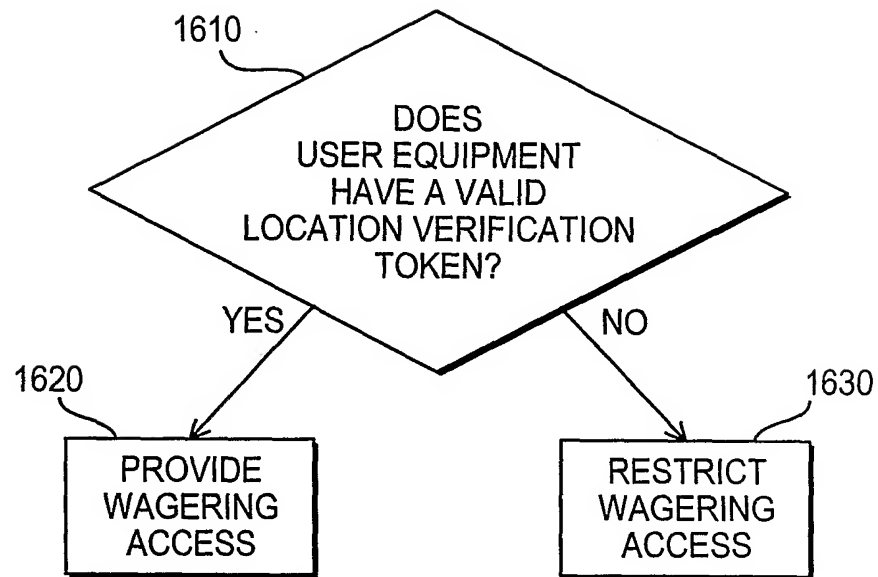 1610
DOES
USER EQUIPMENT
HAVE A VALID
LOCATION VERIFICATION
TOKEN?
YES
NO
1620
1630
PROVIDE
WAGERING
ACCESS
RESTRICT
WAGERING
ACCESS